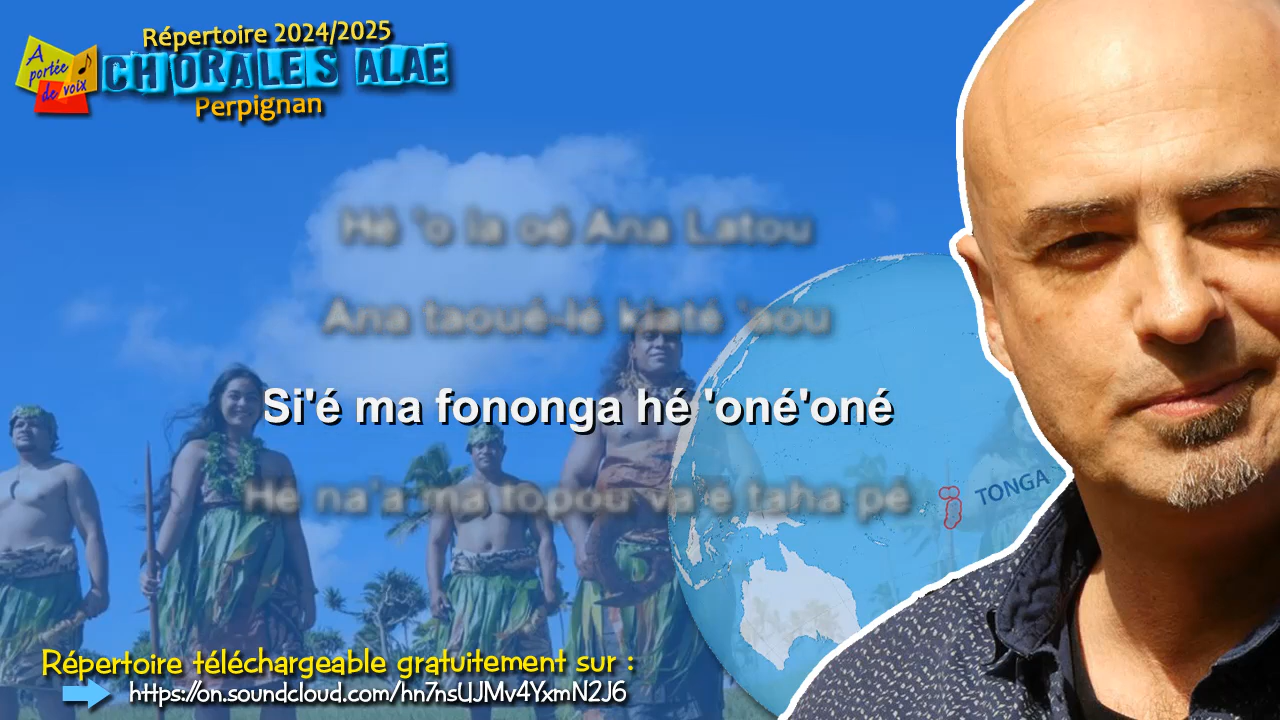 Répertoire 2024/2025
A
portée
de voix
CHORALES ALAE
Perpignan
Hé 'o la oé Ana Latou
Ana taoué-lé kiaté 'aou
Si'é ma fononga hé 'oné'oné
Hé na'a ma topou va'é taha pé
TONGA
Répertoire téléchargeable gratuitement sur :
https://on.soundcloud.com/hn7nsUJMv4YxmN2J6